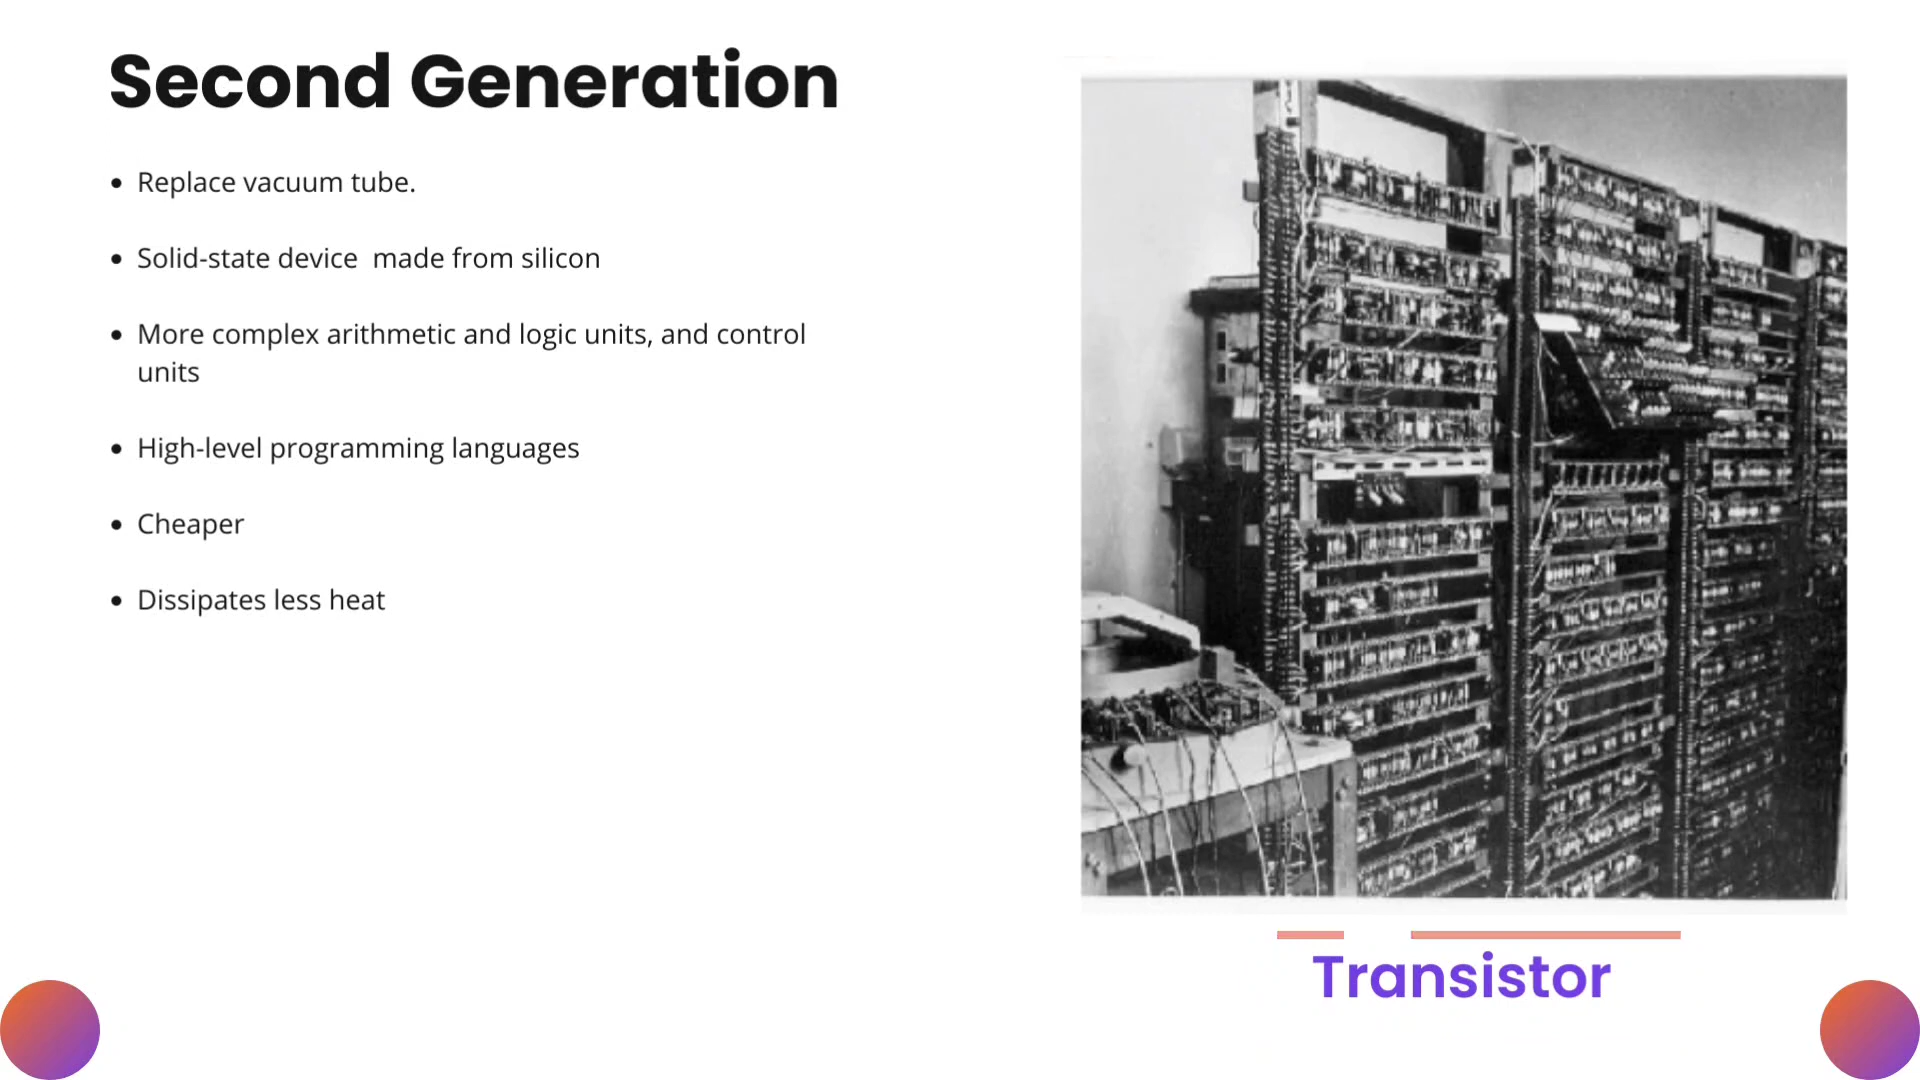 Second Generation
Replace vacuum tube.
Solid-state device  made from silicon
More complex arithmetic and logic units, and control
units
High-level programming languages
Cheaper
Dissipates less heat
Transistor